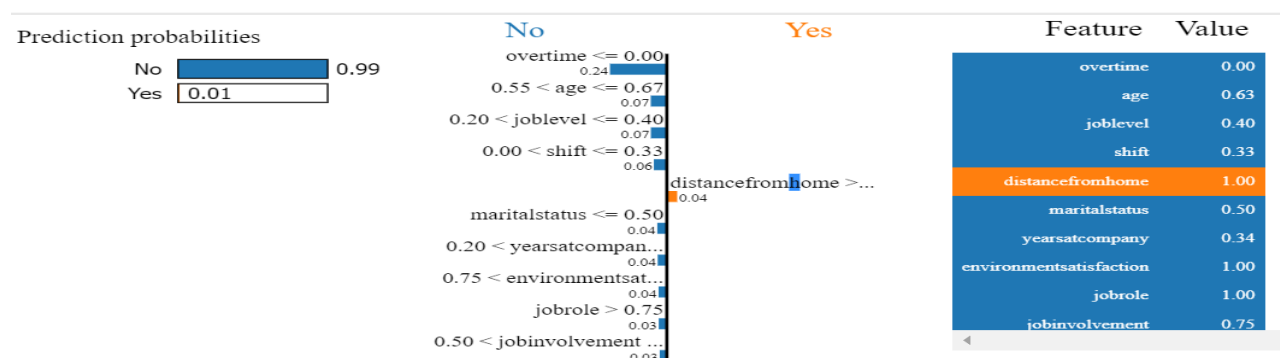 Prediction probabilities
No 0.99
Yes 0.01
No Yes
overtime <= 0.00
0.24
0.55 < age <= 0.67
0.07
0.20 < joblevel <= 0.40
0.07
0.00 < shift <= 0.33
0.06
distancefromhome >...
0.04
maritalstatus <= 0.50
0.04
0.20 < yearsatcompan...
0.04
0.75 < environmentsat...
0.04
jobrole > 0.75
0.03
0.50 < jobinvolvement ...
0.03
Feature Value
overtime 0.00
age 0.63
joblevel 0.40
shift 0.33
distancefromhome 1.00
maritalstatus 0.50
yearsatcompany 0.34
environmentsatisfaction 1.00
jobrole 1.00
jobinvolvement 0.75